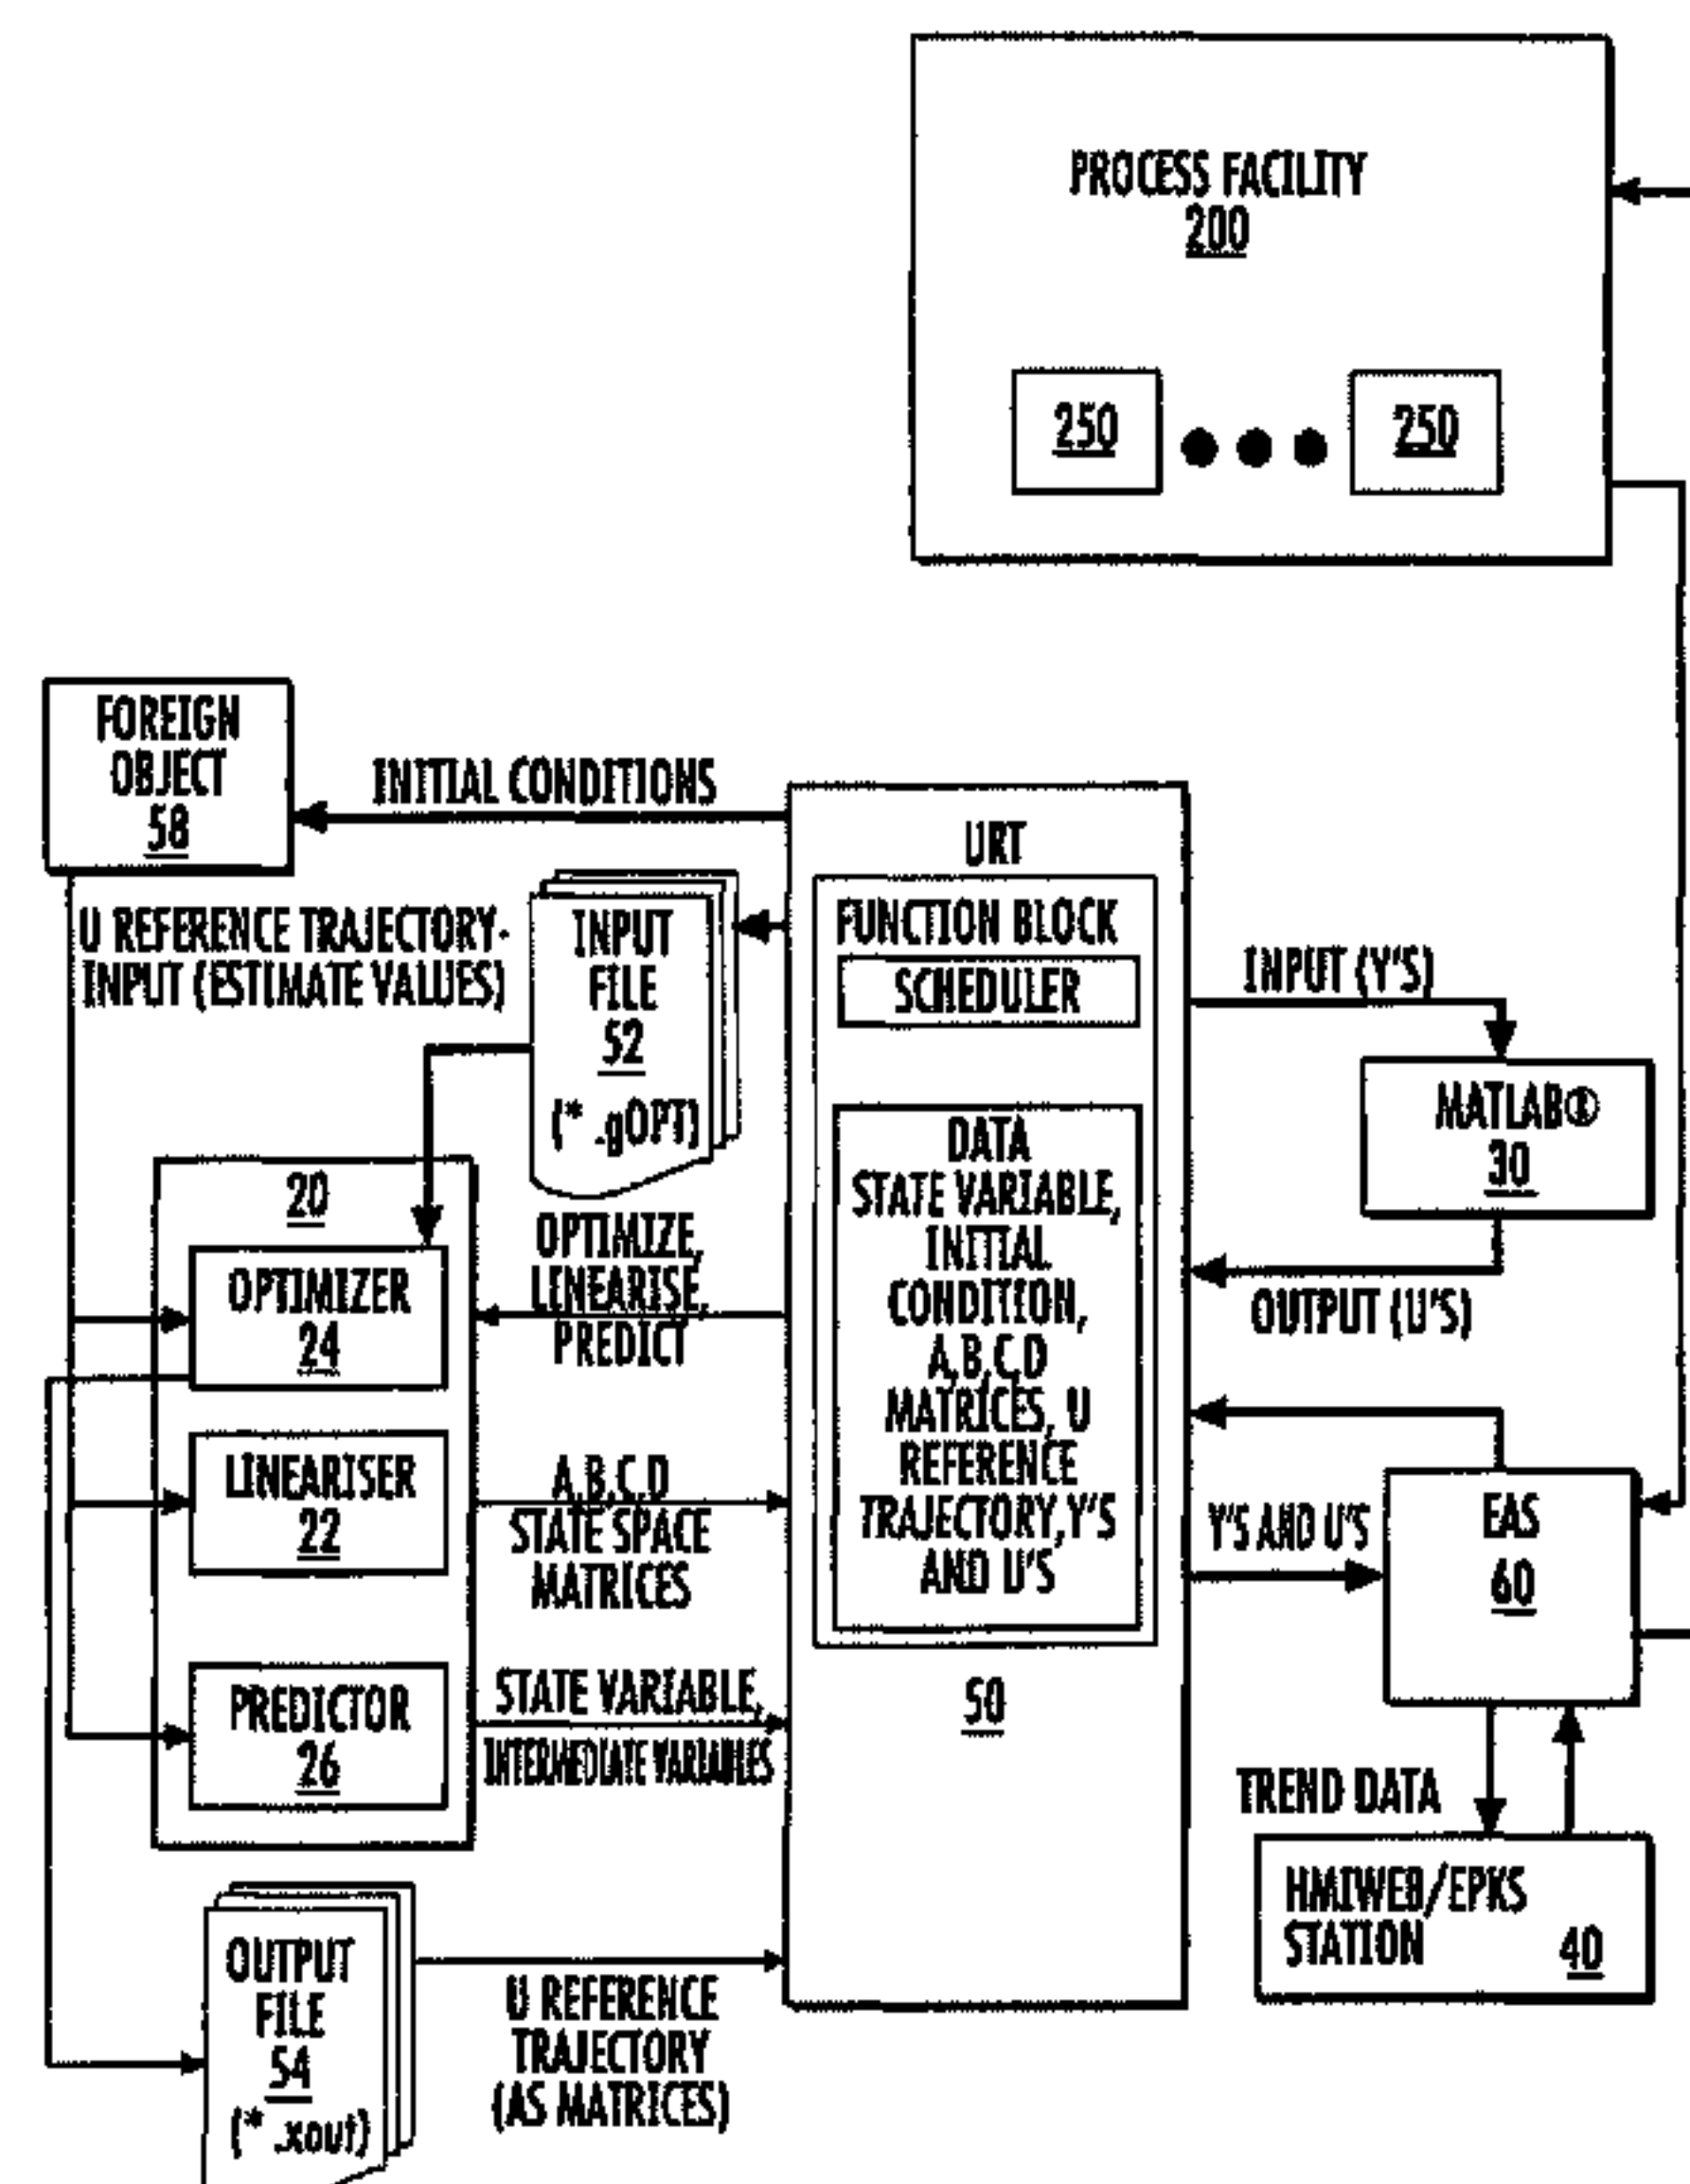 PROCESS FACILITY
200
250
250
FOREIGN
OBJECT
58
INITIAL CONDITIONS
U REFERENCE TRAJECTORY-
INPUT (ESTIMATE VALUES)
INPUT
FILE
52
(* .gOPT)
URT
FUNCTION BLOCK
SCHEDULER
DATA
STATE VARIABLE,
INITIAL
CONDITION,
A,B,C,D
MATRICES, U
REFERENCE
TRAJECTORY,Y'S
AND U'S
50
INPUT (Y'S)
MATLAB®
30
OUTPUT (U'S)
20
OPTIMIZER
24
LINEARISER
22
PREDICTOR
26
OPTIMIZE,
LINEARISE,
PREDICT
A,B,C,D
STATE SPACE
MATRICES
STATE VARIABLE,
INTERMEDIATE VARIABLES
Y'S AND U'S
EAS
60
TREND DATA
HMIWEB/EPKS
STATION
40
OUTPUT
FILE
54
(* .xout)
U REFERENCE
TRAJECTORY
(AS MATRICES)